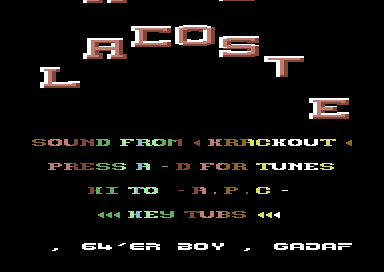 LACOSTE
SOUND FROM ◄ KRACKOUT ◄
PRESS A - D FOR TUNES
HI TO - A.P.C -
◄◄◄ HEY TUBS ◄◄◄
, 64'ER BOY , GADAF